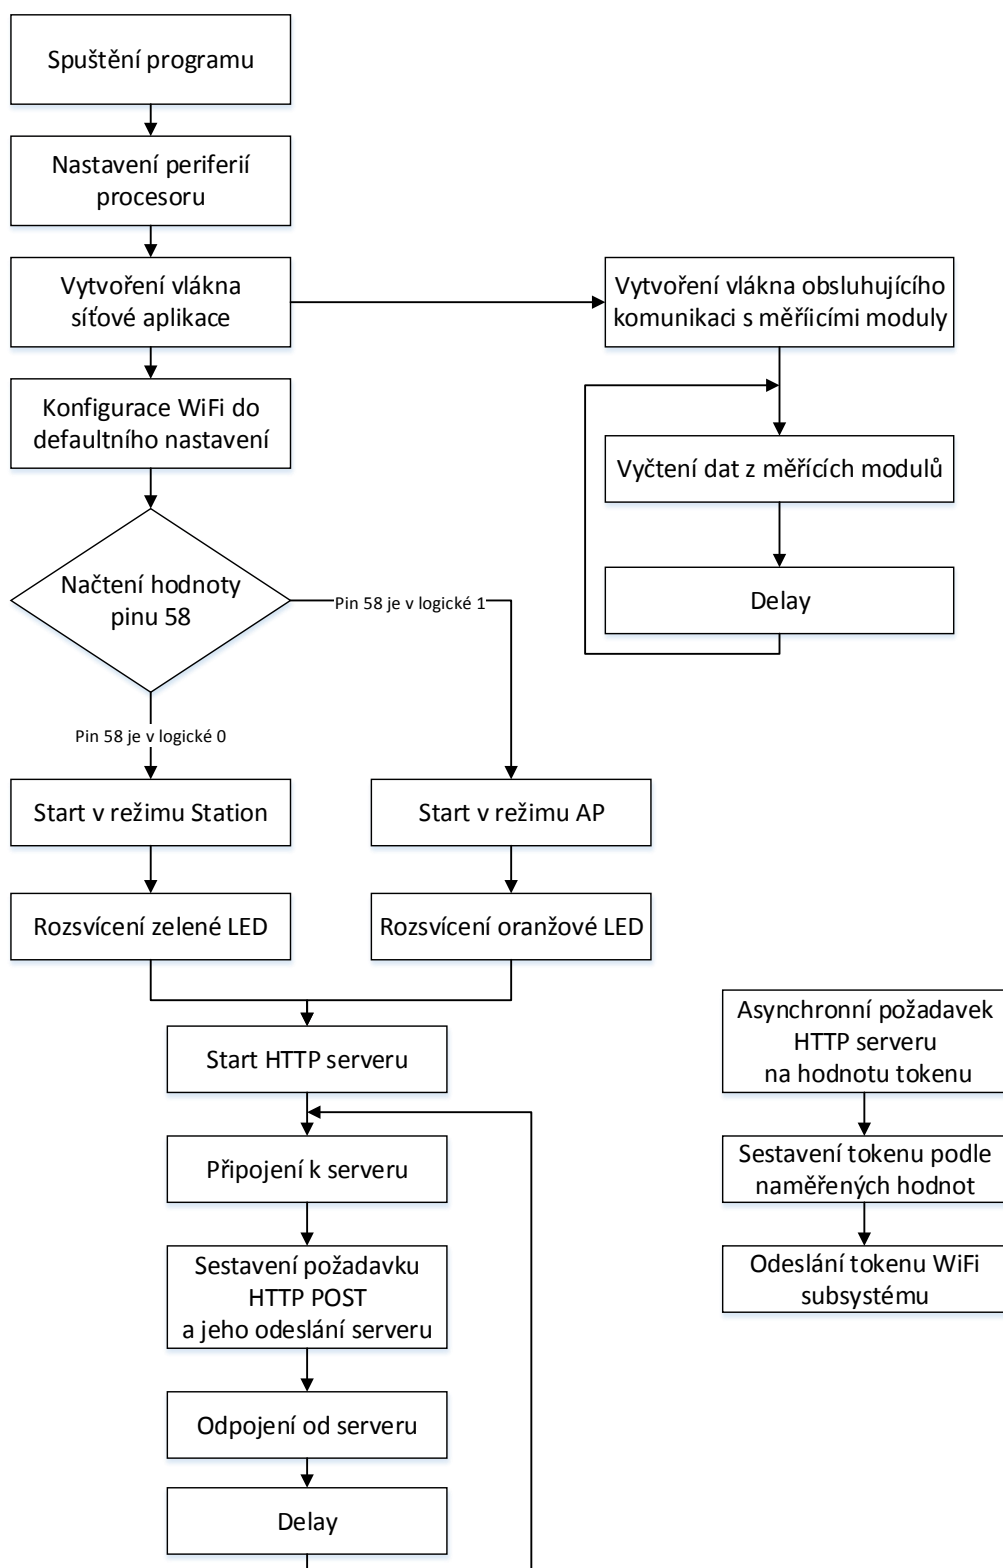 Spuštění programu
Nastavení periferií
procesoru
Vytvoření vlákna
síťové aplikace
Konfigurace WiFi do
defaultního nastavení
Načtení hodnoty
pinu 58
Pin 58 je v logické 1
Pin 58 je v logické 0
Start v režimu Station
Rozsvícení zelené LED
Start v režimu AP
Rozsvícení oranžové LED
Start HTTP serveru
Připojení k serveru
Sestavení požadavku
HTTP POST
a jeho odeslání serveru
Odpojení od serveru
Delay
Vytvoření vlákna obsluhujícího
komunikaci s měřiícími moduly
Vyčtení dat z měřících modulů
Delay
Asynchronní požadavek
HTTP serveru
na hodnotu tokenu
Sestavení tokenu podle
naměřených hodnot
Odeslání tokenu WiFi
subsystému